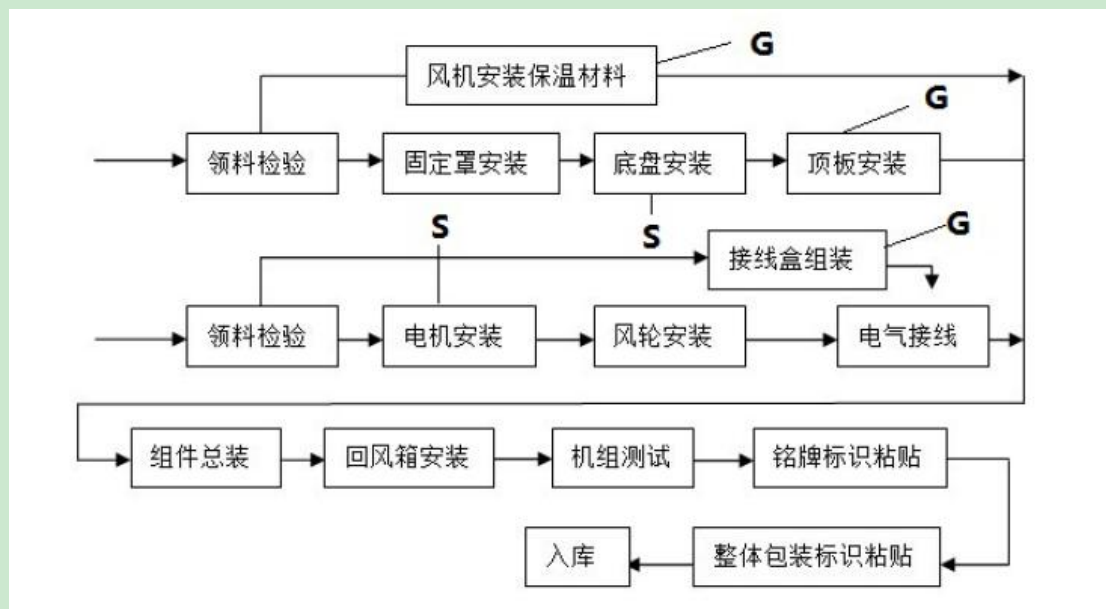 G
风机安装保温材料
G
领料检验
固定罩安装
底盘安装
顶板安装
S
S
G
接线盒组装
领料检验
电机安装
风轮安装
电气接线
组件总装
回风箱安装
机组测试
铭牌标识粘贴
入库
整体包装标识粘贴